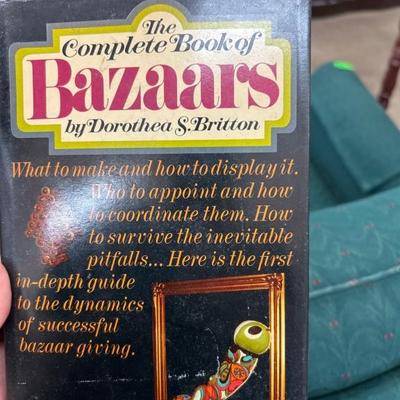 The
Complete Book of
Bazaars
by Dorothea S. Britton
What to make and how to display it.
Who to appoint and how
to coordinate them. How
to survive the inevitable
pitfalls... Here is the first
in-depth guide
to the dynamics
of successful
bazaar giving.